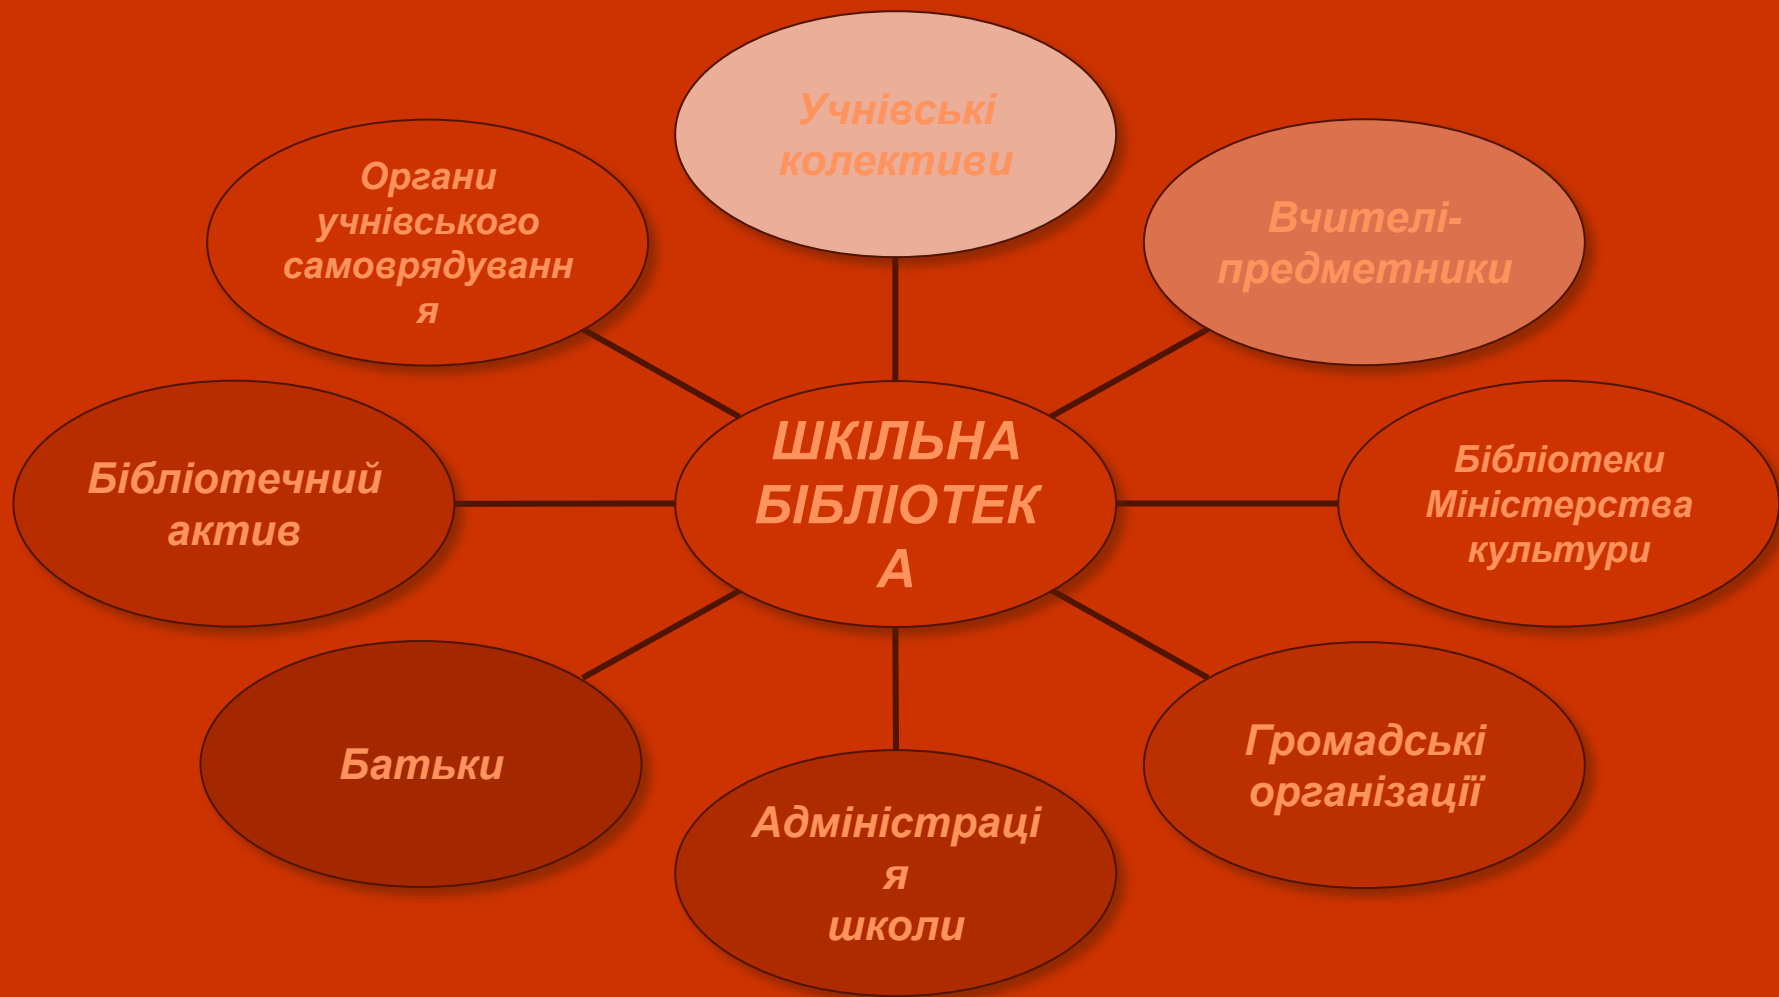 Учнівські
колективи
Органи
учнівського
самоврядуванн
я
Вчителі-
предметники
ШКІЛЬНА
БІБЛІОТЕК
А
Бібліотечний
актив
Бібліотеки
Міністерства
культури
Батьки
Громадські
організації
Адміністраці
я
школи